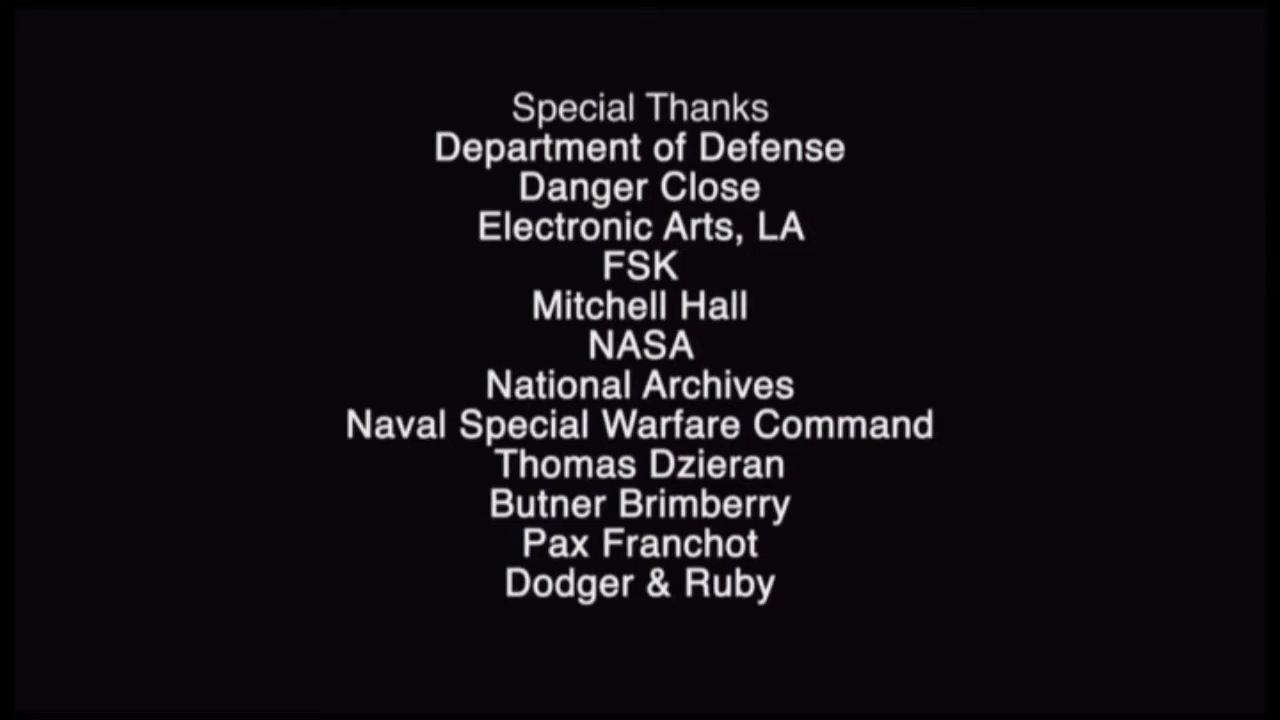 Special Thanks
Department of Defense
Danger Close
Electronic Arts, LA
FSK
Mitchell Hall
NASA
National Archives
Naval Special Warfare Command
Thomas Dzieran
Butner Brimberry
Pax Franchot
Dodger & Ruby